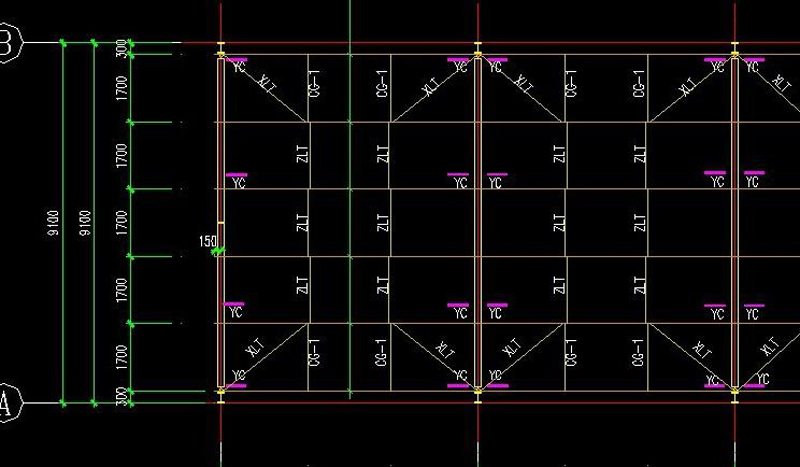 B
300
YC YC YC YC YC
XLT XLT XLT XLT XLT
CG-1 CG-1 CG-1 CG-1
1700
1700
ZLT ZLT ZLT ZLT
YC YC YC YC YC
9100 9100
1700
ZLT ZLT ZLT ZLT
150
1700
ZLT ZLT ZLT ZLT
YC YC YC YC YC
1700
XLT XLT XLT XLT XLT
CG-1 CG-1 CG-1 CG-1
YC YC YC YC YC
300
A